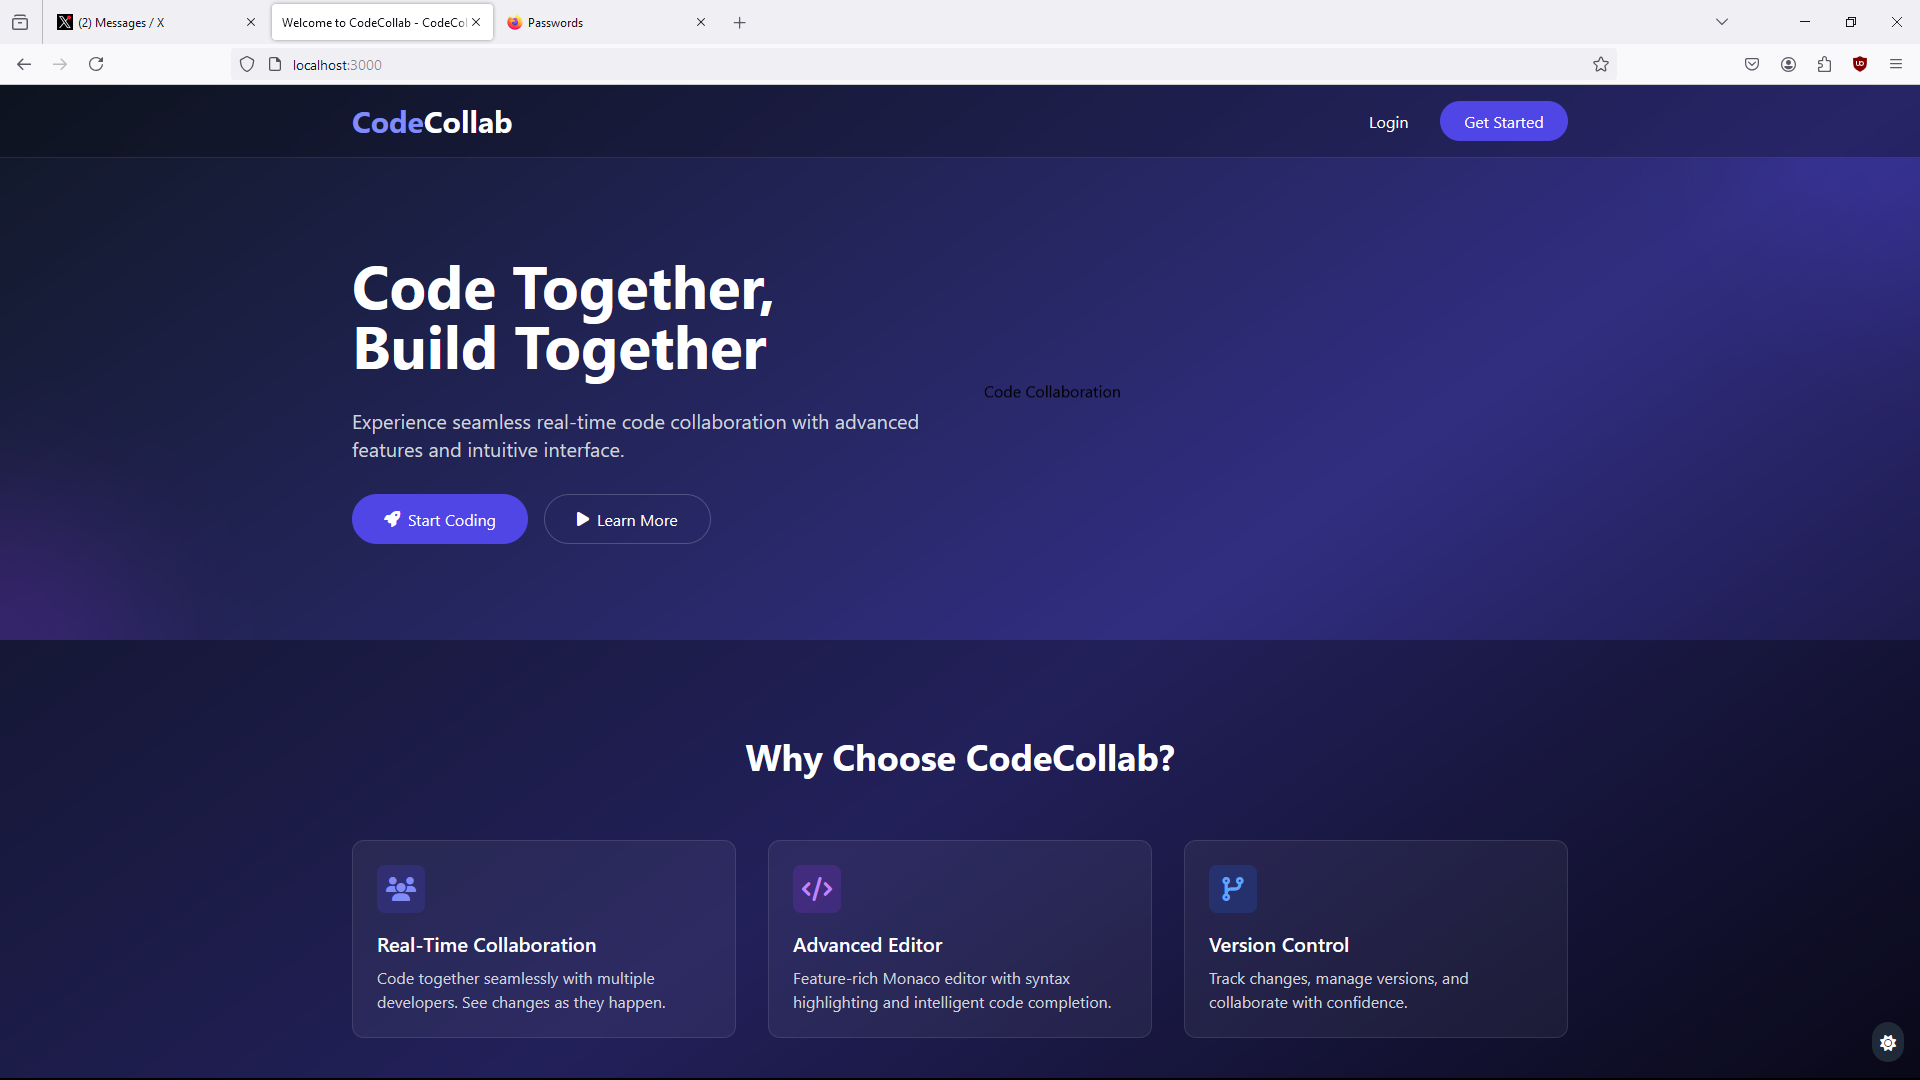 (2) Messages / X
Welcome to CodeCollab - CodeCol
Passwords
localhost:3000
CodeCollab
Login
Get Started
Code Together,
Build Together
Code Collaboration
Experience seamless real-time code collaboration with advanced
features and intuitive interface.
Start Coding
Learn More
Why Choose CodeCollab?
Real-Time Collaboration
Code together seamlessly with multiple
developers. See changes as they happen.
Advanced Editor
Feature-rich Monaco editor with syntax
highlighting and intelligent code completion.
Version Control
Track changes, manage versions, and
collaborate with confidence.